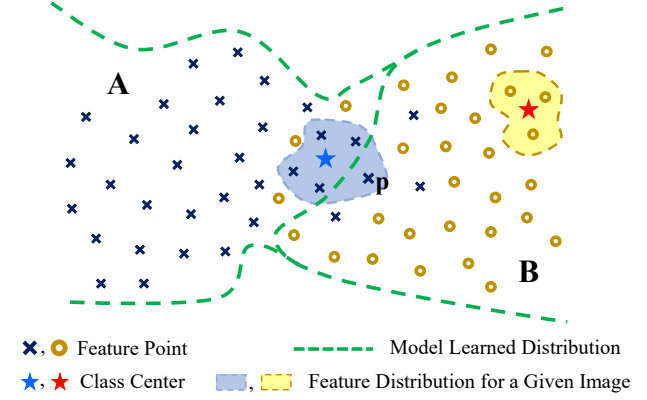 A
p
B
, Feature Point
Model Learned Distribution
, Class Center
, Feature Distribution for a Given Image